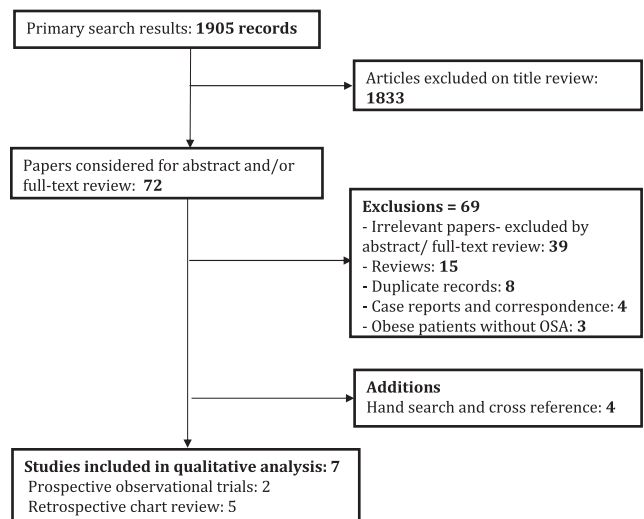 Primary search results: 1905 records
Articles excluded on title review:
1833
Papers considered for abstract and/or
full-text review: 72
Exclusions = 69
- Irrelevant papers- excluded by
abstract/ full-text review: 39
- Reviews: 15
- Duplicate records: 8
- Case reports and correspondence: 4
- Obese patients without OSA: 3
Additions
Hand search and cross reference: 4
Studies included in qualitative analysis: 7
Prospective observational trials: 2
Retrospective chart review: 5